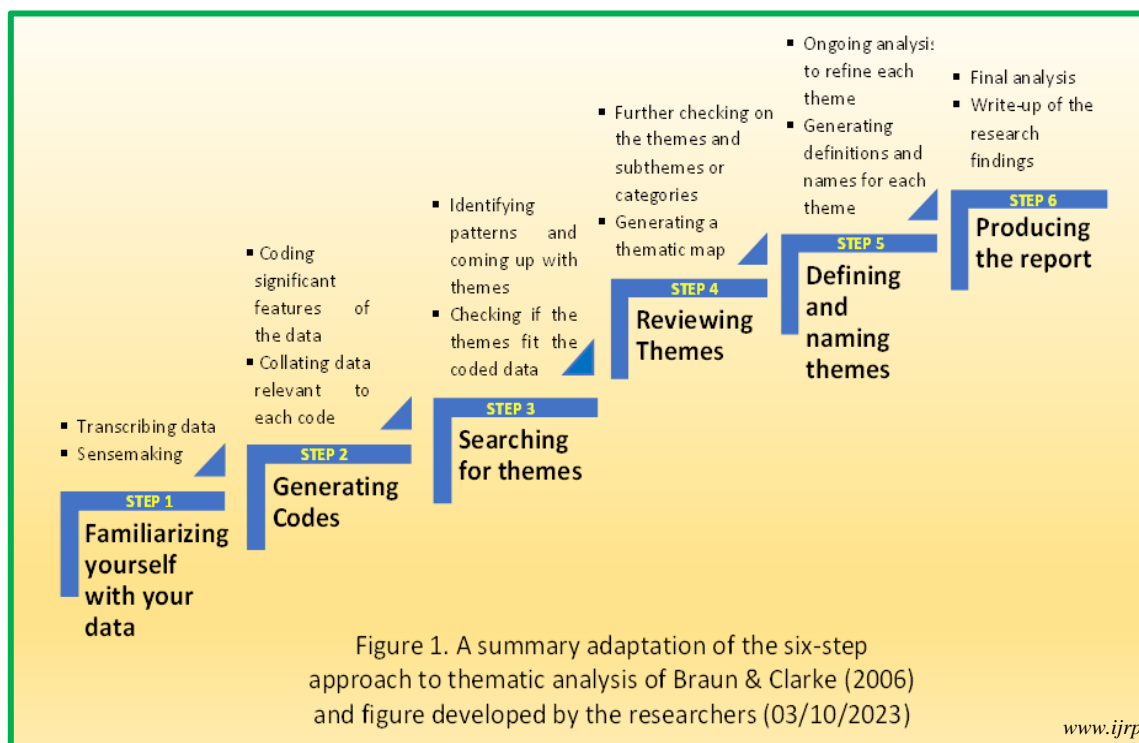 ▪ Transcribing data
▪ Sensemaking
STEP 1
Familiarizing
yourself
with your
data
▪ Coding
significant
features of
the data
▪ Collating data
relevant to
each code
STEP 2
Generating
Codes
▪ Identifying
patterns and
coming up with
themes
▪ Checking if the
themes fit the
coded data
STEP 3
Searching
for themes
▪ Further checking on
the themes and
subthemes or
categories
▪ Generating a
thematic map
STEP 4
Reviewing
Themes
▪ Ongoing analysis
to refine each
theme
▪ Generating
definitions and
names for each
theme
STEP 5
Defining
and
naming
themes
▪ Final analysis
▪ Write-up of the
research
findings
STEP 6
Producing
the report
Figure 1. A summary adaptation of the six-step
approach to thematic analysis of Braun & Clarke (2006)
and figure developed by the researchers (03/10/2023)
www.ijrp